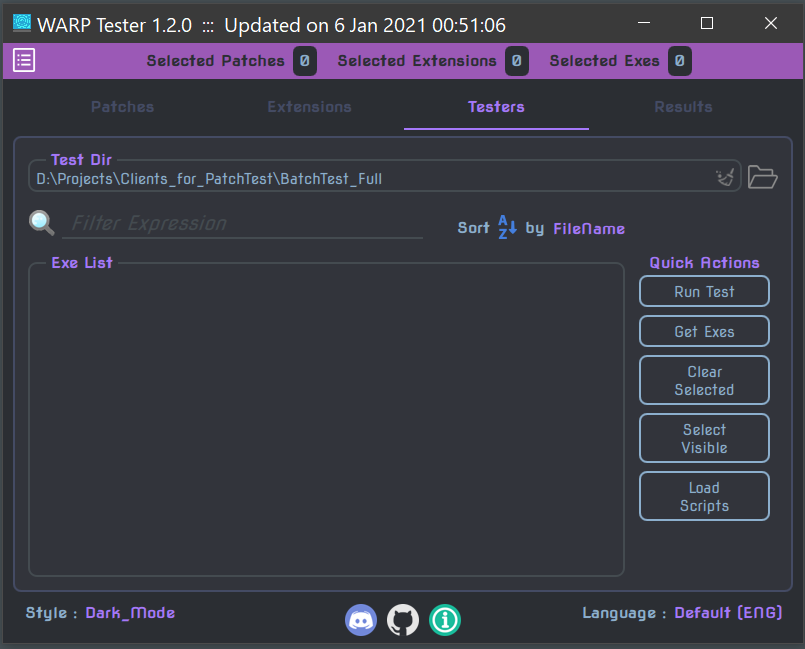 WARP Tester 1.2.0 ::: Updated on 6 Jan 2021 00:51:06
Selected Patches 0 Selected Extensions 0 Selected Exes 0
Patches Extensions Testers Results
Test Dir
D:\Projects\Clients_for_PatchTest\BatchTest_Full
Filter Expression
Sort A Z by FileName
Exe List
Quick Actions
Run Test
Get Exes
Clear
Selected
Select
Visible
Load
Scripts
Style : Dark_Mode
Language : Default (ENG)